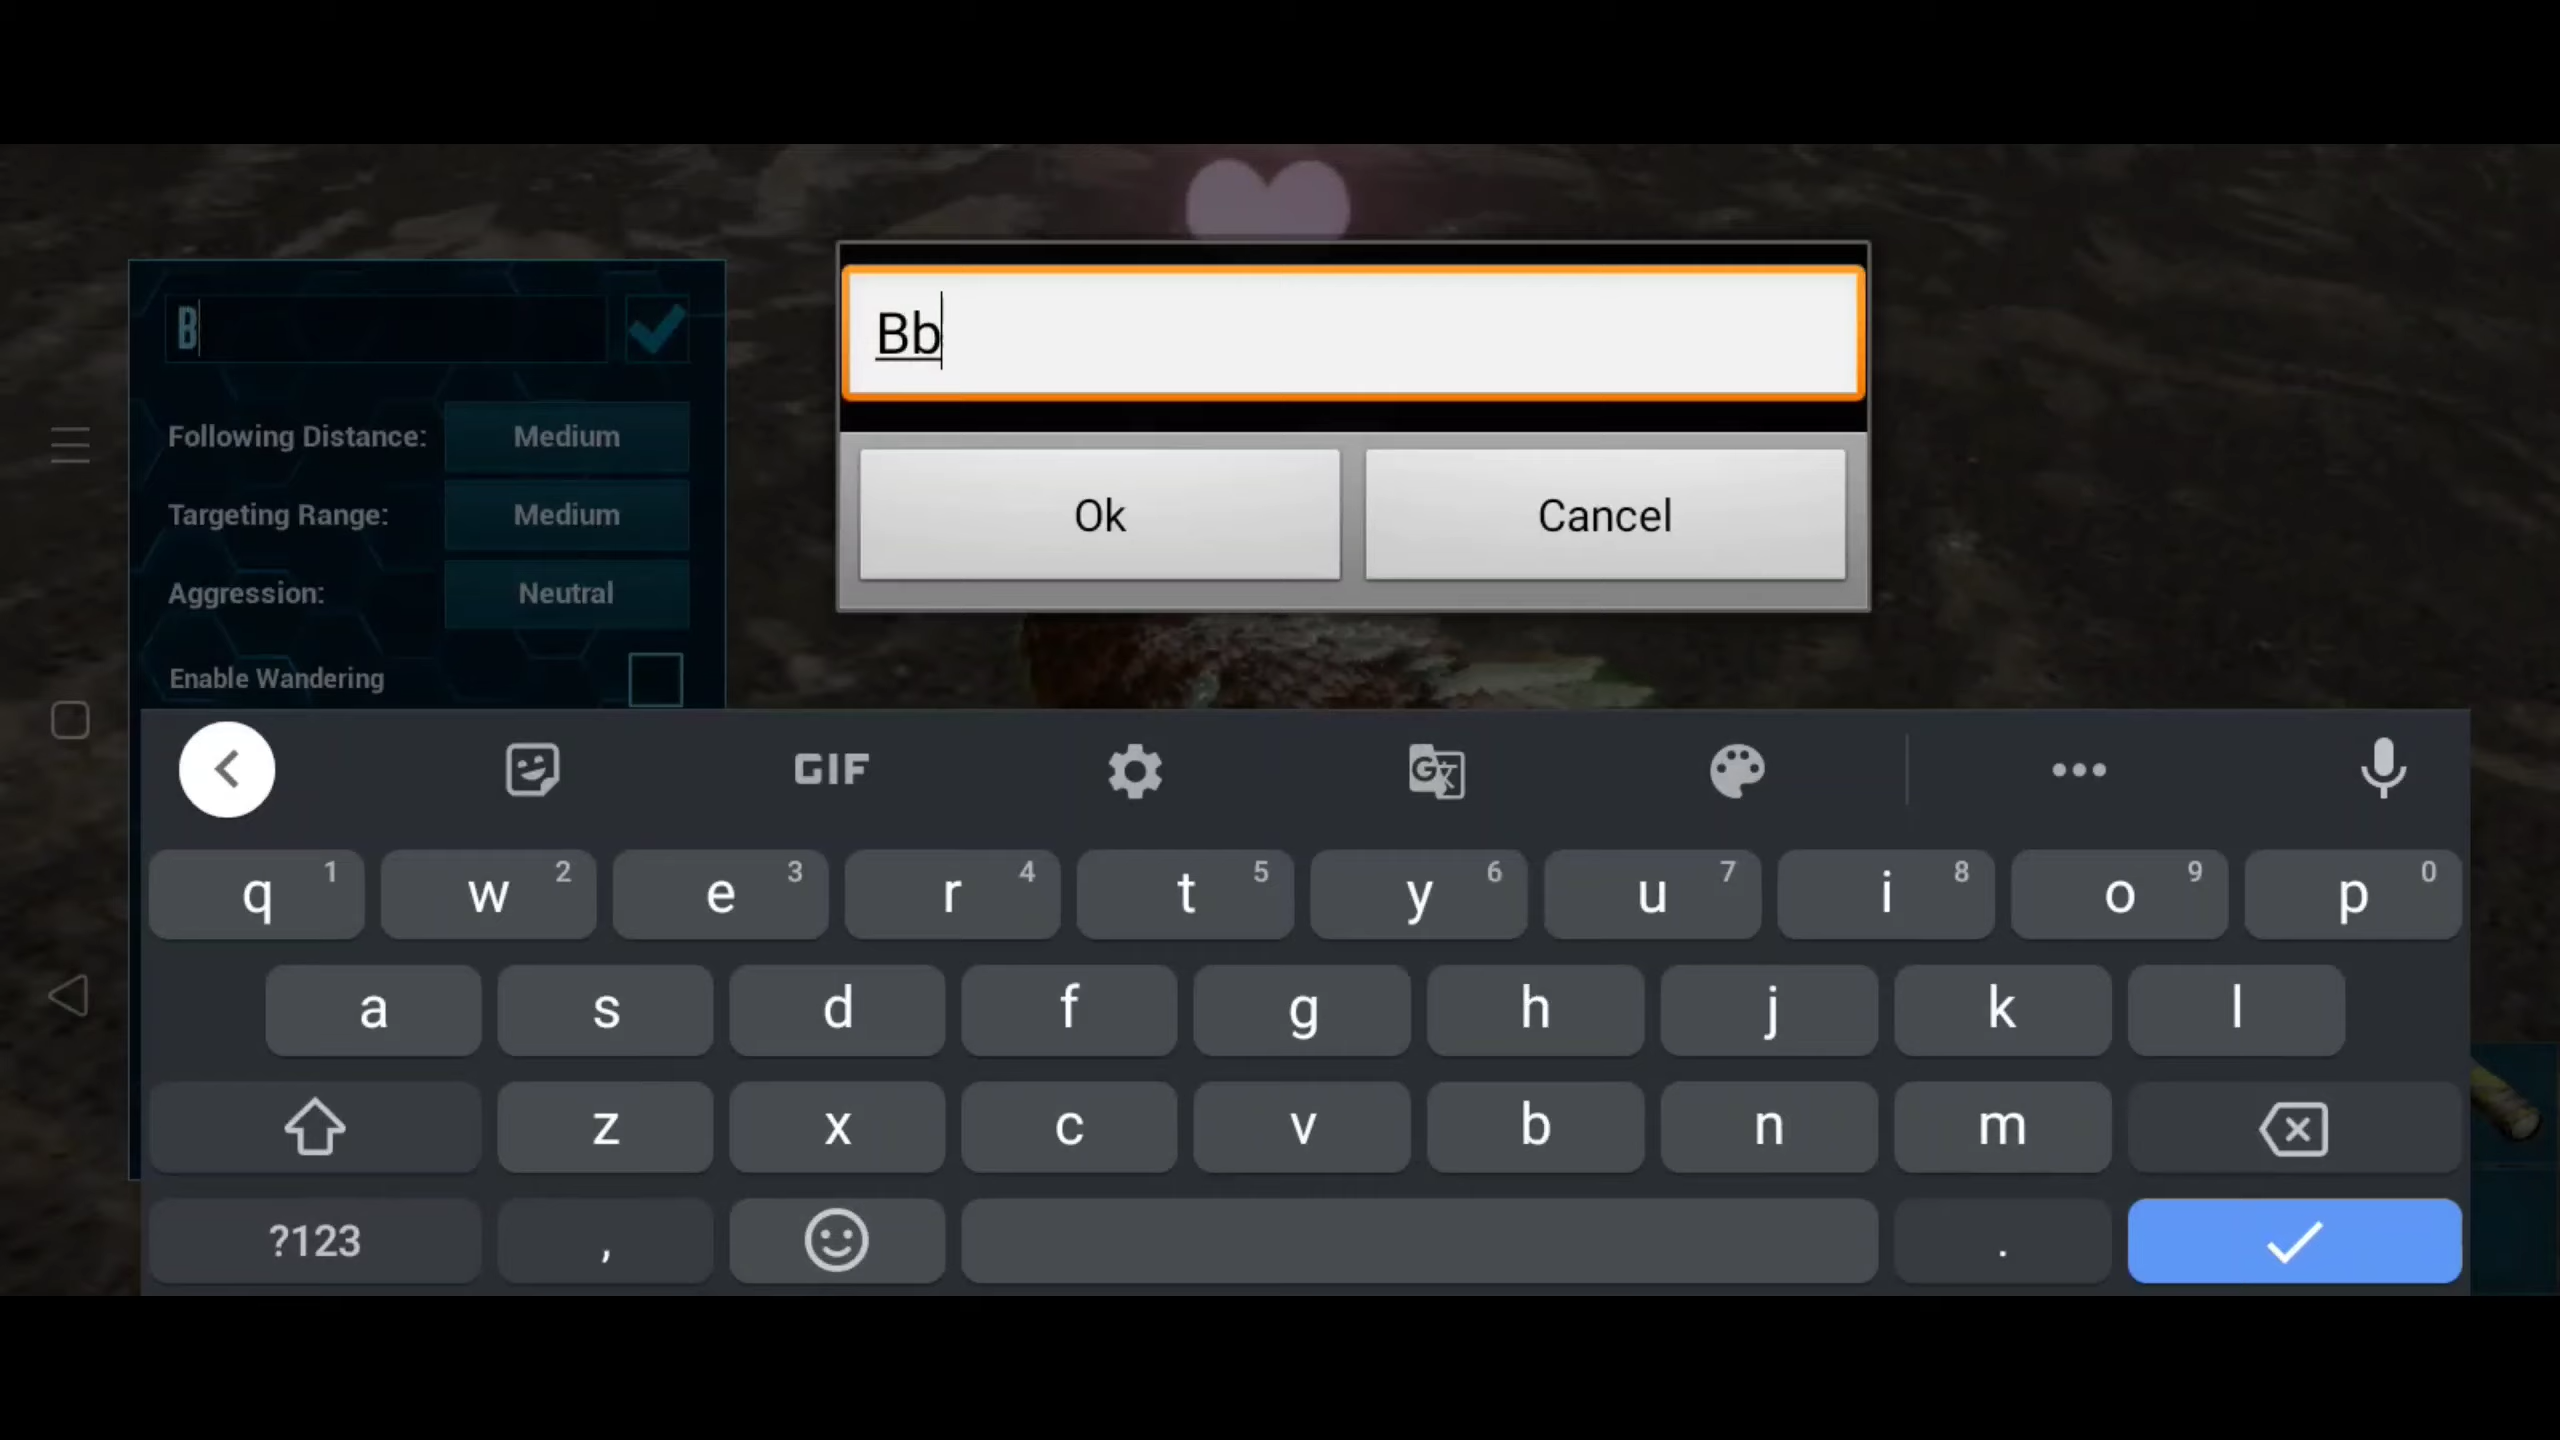 B
Bb
Following Distance: Medium
Ok Cancel
Targeting Range: Medium
Aggression: Neutral
Enable Wandering
GIF G
q 1 w 2 e 3 r 4 t 5 y 6 u 7 i 8 o 9 p 0
a s d f g h j k l
z x c v b n m
?123 , .